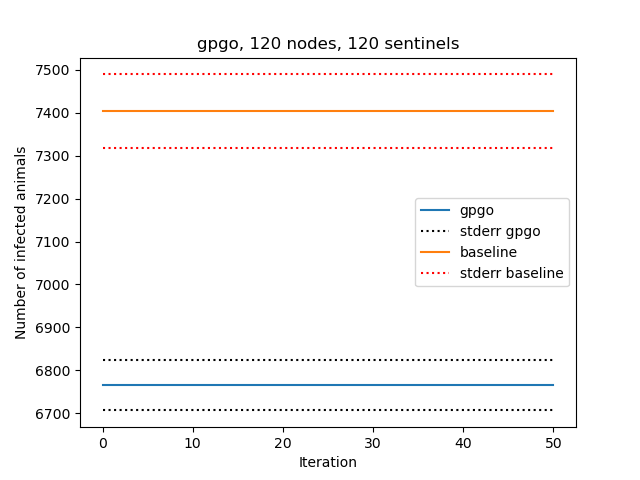 gpgo, 120 nodes, 120 sentinels
7500
7400
7300
7200
7100
7000
6900
6800
6700
Number of infected animals
gpgo
stderr gpgo
baseline
stderr baseline
0 10 20 30 40 50
Iteration